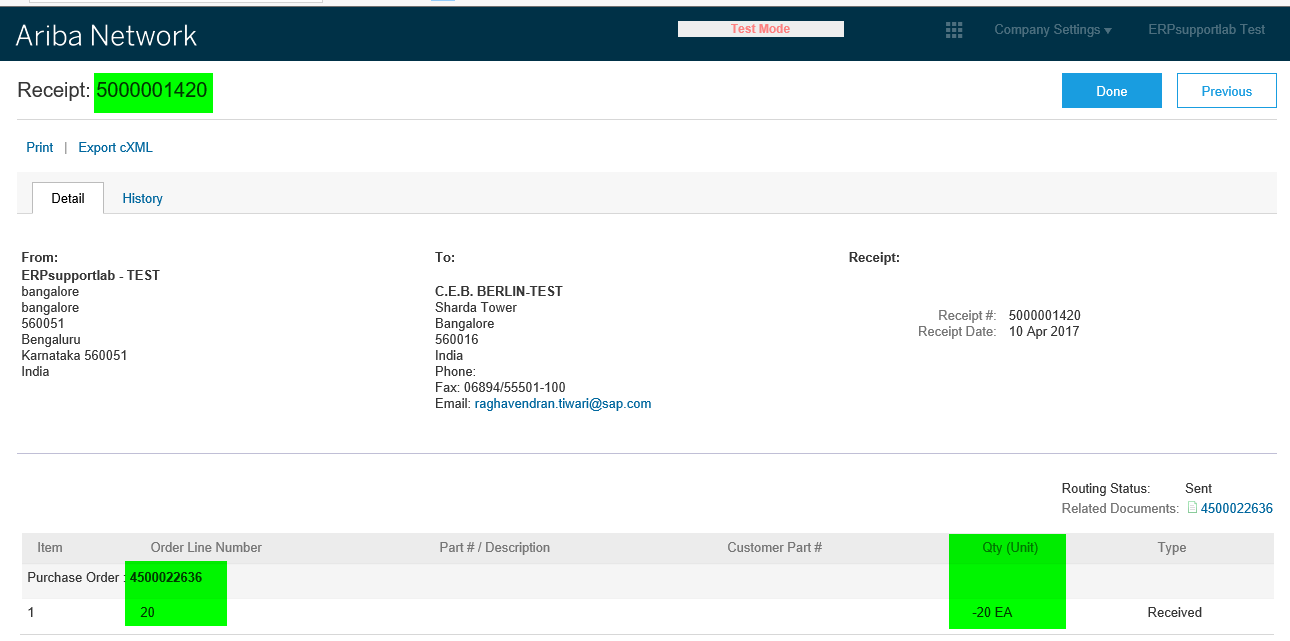 Ariba Network
Test Mode
Company Settings
ERPsupportlab Test
Receipt: 5000001420
Done
Previous
Print | Export cXML
Detail
History
From:
ERPsupportlab - TEST
bangalore
bangalore
560051
Bengaluru
Karnataka 560051
India
To:
C.E.B. BERLIN-TEST
Sharda Tower
Bangalore
560016
India
Phone:
Fax: 06894/55501-100
Email: raghavendran.tiwari@sap.com
Receipt:
Receipt #: 5000001420
Receipt Date: 10 Apr 2017
Routing Status: Sent
Related Documents: 4500022636
Item Order Line Number Part # / Description Customer Part # Qty (Unit) Type
Purchase Order : 4500022636
1 20 -20 EA Received